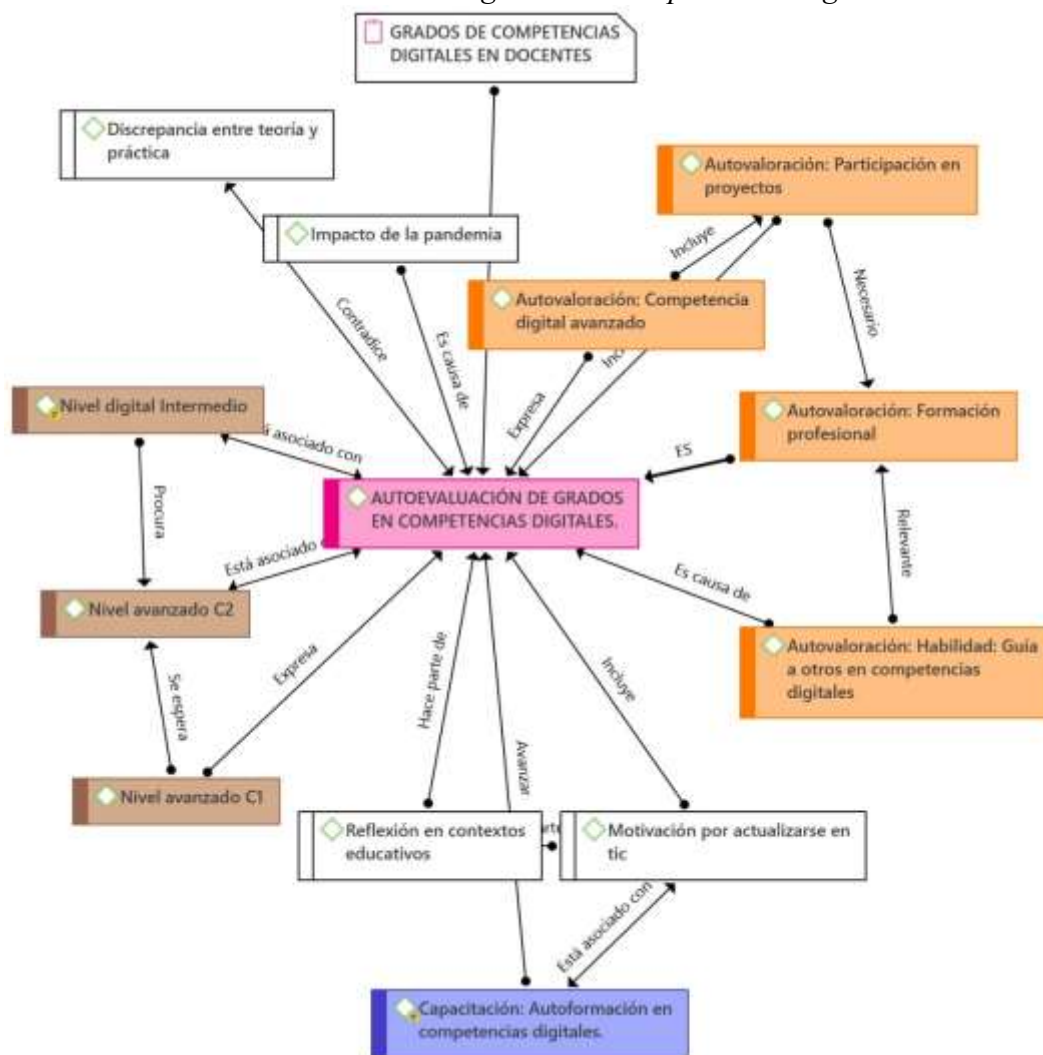 GRADOS DE COMPETENCIAS
DIGITALES EN DOCENTES
Discrepancia entre teoría y
práctica
Autovaloración: Participación en
proyectos
Impacto de la pandemia
Incluye
Autovaloración: Competencia
digital avanzado
Necesario
Contradice
Es causa de
Expresa
Nivel digital Intermedio
Autovaloración: Formación
profesional
asociado con
ES
AUTOEVALUACIÓN DE GRADOS
EN COMPETENCIAS DIGITALES.
Procura
Relevante
Está asociado
Es causa de
Nivel avanzado C2
Autovaloración: Habilidad: Guía
a otros en competencias
digitales
Se espera
Expresa
Hace parte de
Incluye
Avanzar
Nivel avanzado C1
Reflexión en contextos
educativos
Motivación por actualizarse en
tic
Está asociado con
Capacitación: Autoformación en
competencias digitales.